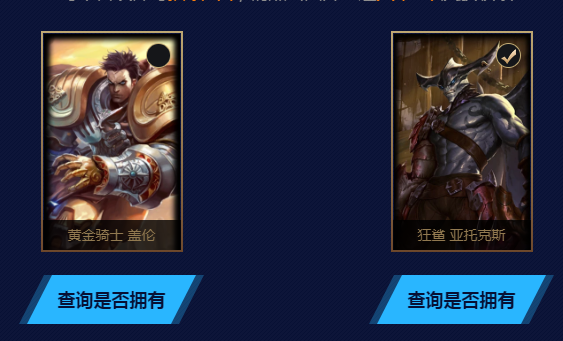 黄金骑士 盖伦
狂鲨 亚托克斯
查询是否拥有
查询是否拥有